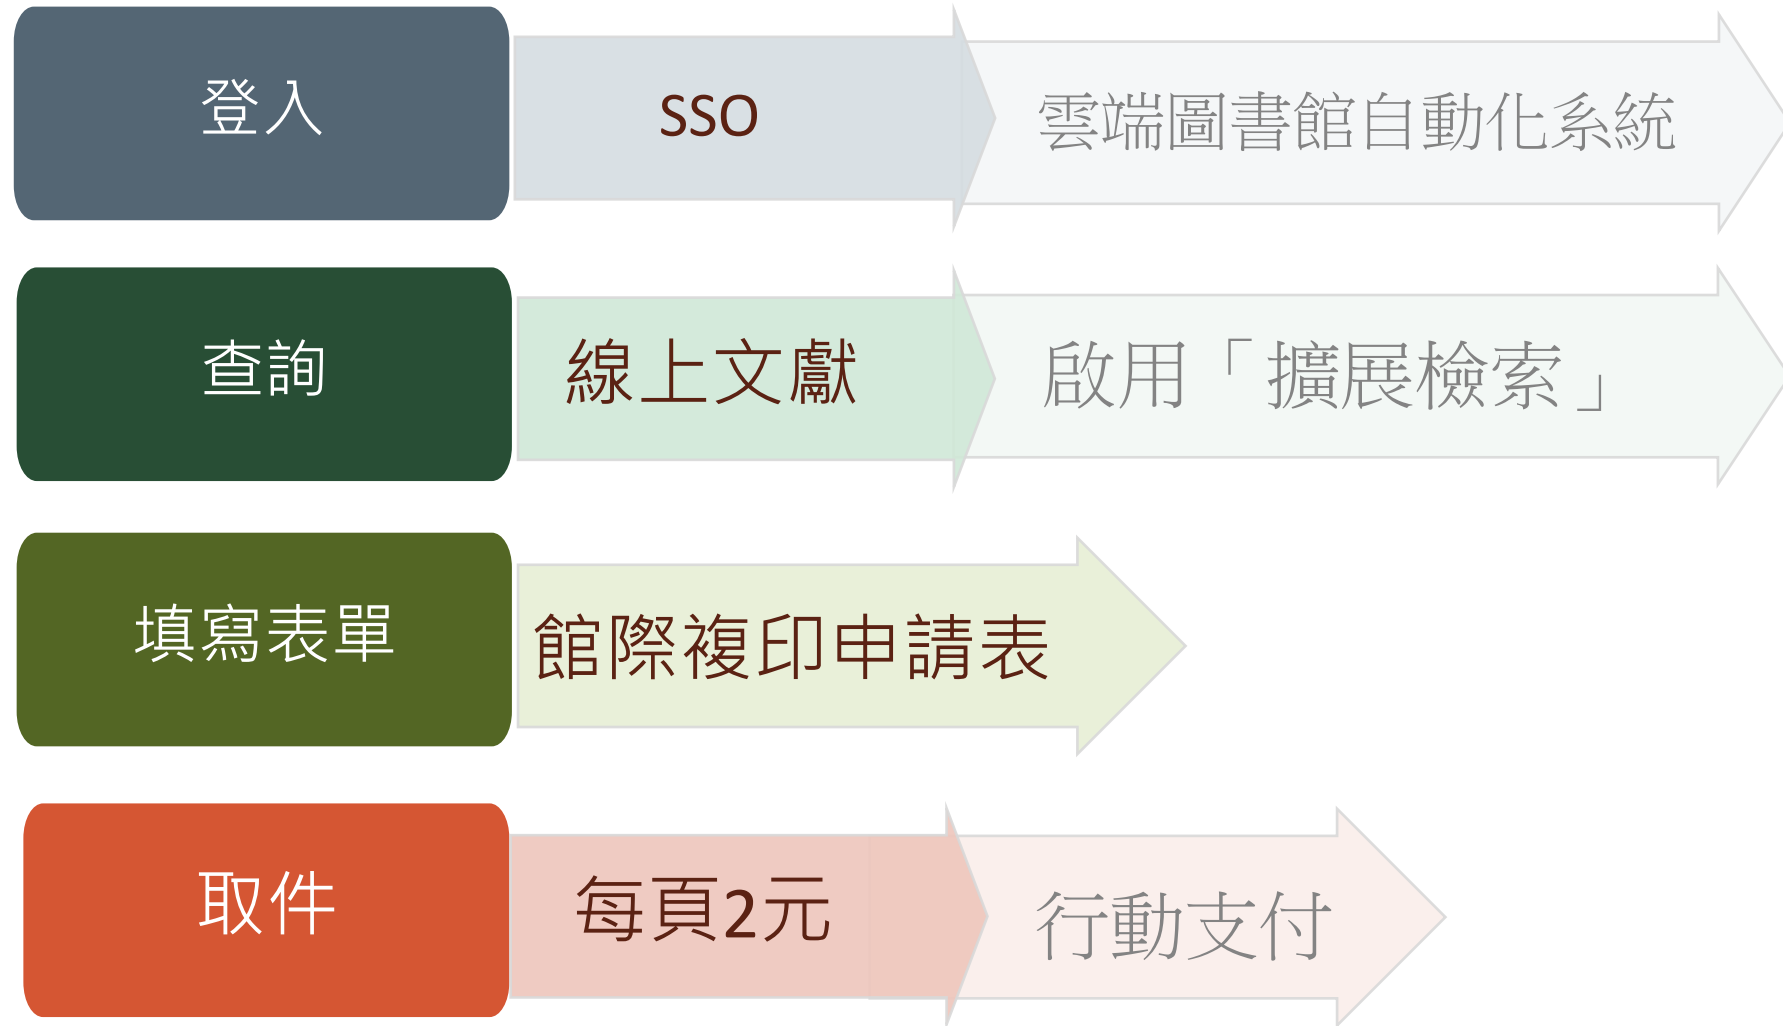 登入
SSO
雲端圖書館自動化系統
查詢
線上文獻
啟用「擴展檢索」
填寫表單
館際複印申請表
取件
每頁2元
行動支付